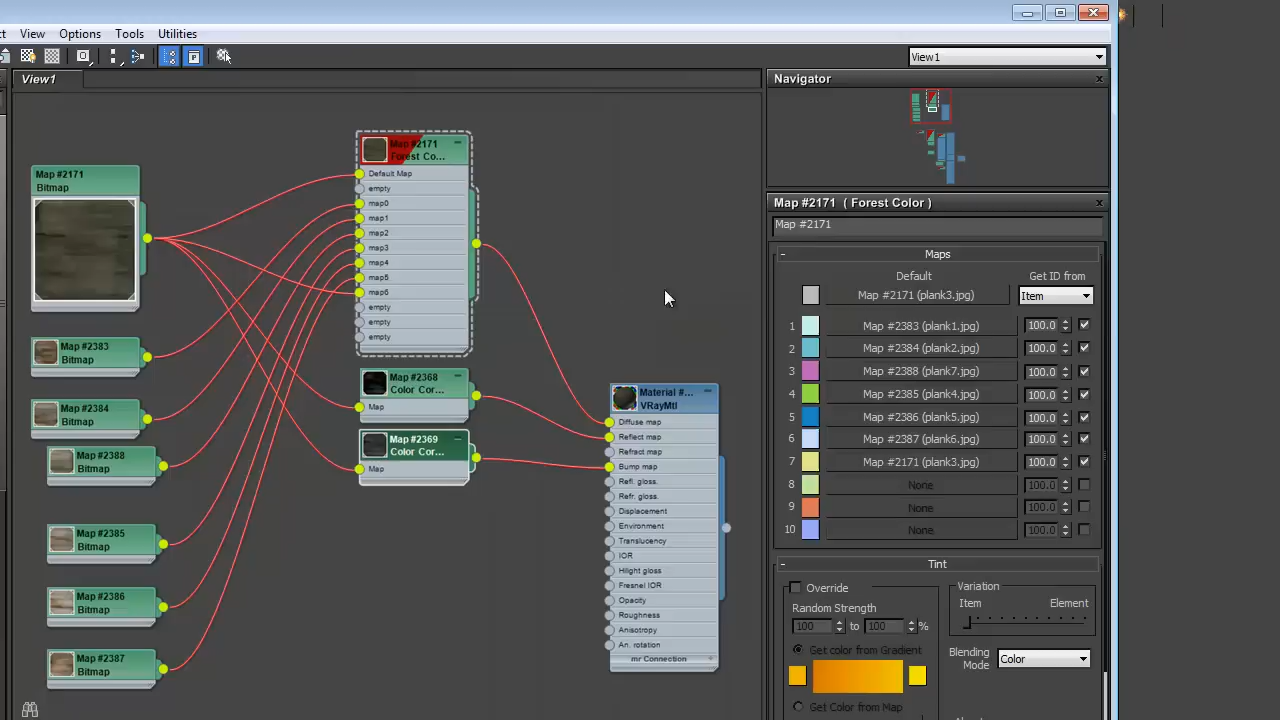 ct View Options Tools Utilities
View1
View1
Navigator x
Map #2171
Bitmap
Map #2383
Bitmap
Map #2384
Bitmap
Map #2388
Bitmap
Map #2385
Bitmap
Map #2386
Bitmap
Map #2387
Bitmap
Map #2171
Forest Co...
Default Map
empty
map0
map1
map2
map3
map4
map5
map6
empty
empty
empty
Map #2368
Color Cor...
Map
Map #2369
Color Cor...
Map
Material #...
VRayMtl
Diffuse map
Reflect map
Refract map
Bump map
Refl. gloss.
Refr. gloss.
Displacement
Environment
Translucency
IOR
Hilight gloss
Fresnel IOR
Opacity
Roughness
Anisotropy
An. rotation
mr Connection
Map #2171 ( Forest Color ) x
Map #2171
- Maps
Default Get ID from
Map #2171 (plank3.jpg) Item
1 Map #2383 (plank1.jpg) 100.0
2 Map #2384 (plank2.jpg) 100.0
3 Map #2388 (plank7.jpg) 100.0
4 Map #2385 (plank4.jpg) 100.0
5 Map #2386 (plank5.jpg) 100.0
6 Map #2387 (plank6.jpg) 100.0
7 Map #2171 (plank3.jpg) 100.0
8 None 100.0
9 None 100.0
10 None 100.0
- Tint
Override
Random Strength
100 to 100 %
Get color from Gradient
Get Color from Map
Variation
Item Element
Blending
Mode Color